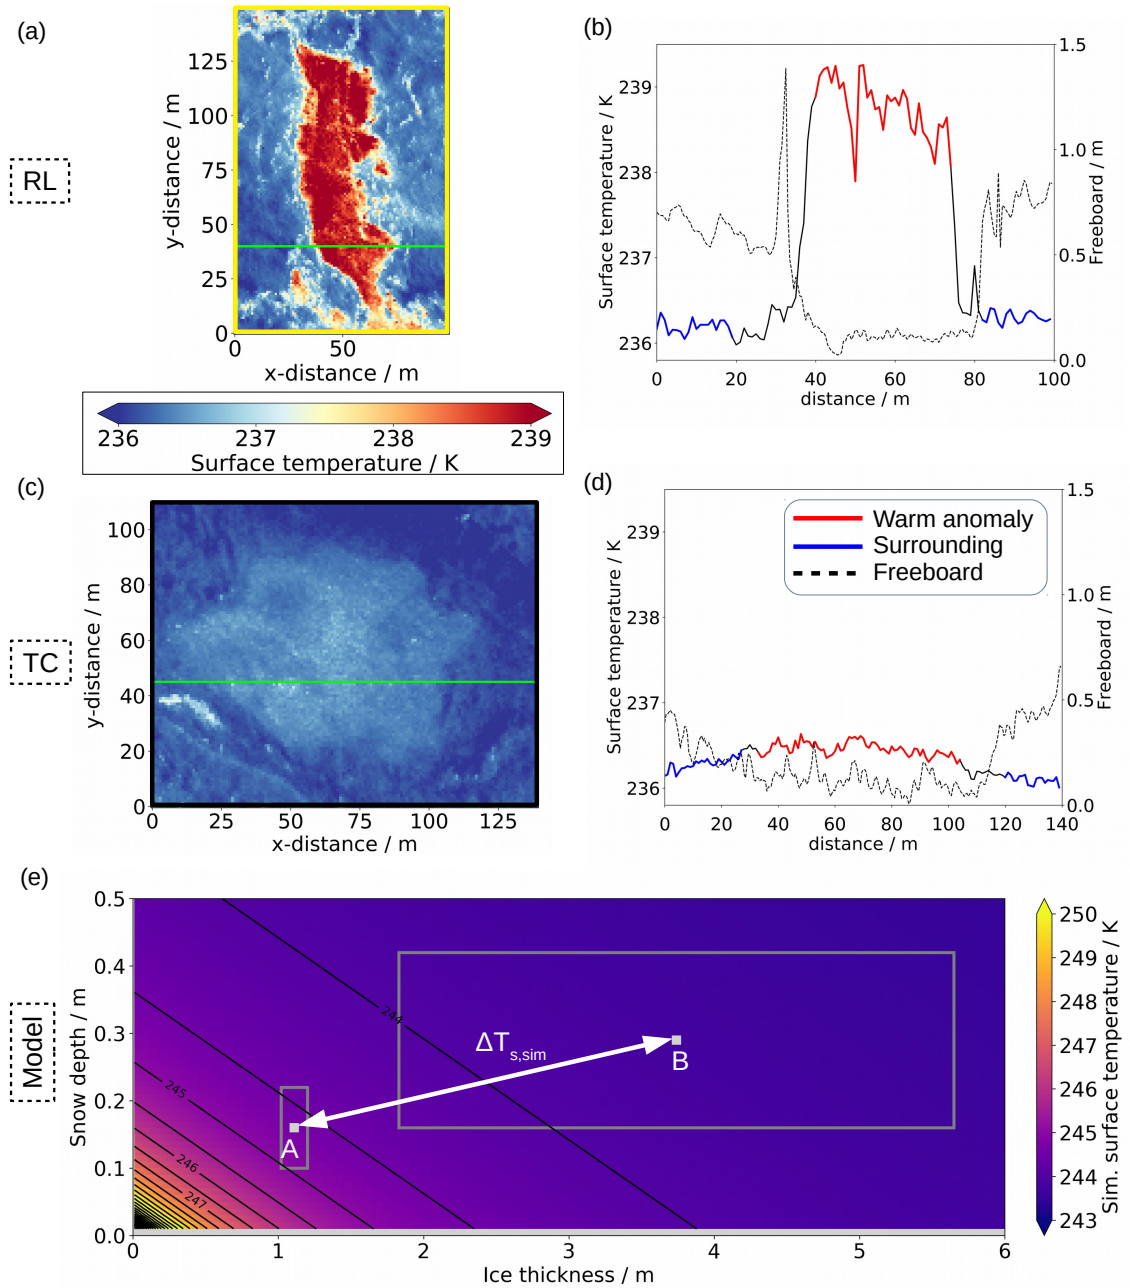 (a)
RL
y-distance / m
125
100
75
50
25
0
0 50
x-distance / m
236 237 238 239
Surface temperature / K
(b)
Surface temperature / K
239
238
237
236
1.5
1.0
0.5
0.0
Freeboard / m
0 20 40 60 80 100
distance / m
(c)
TC
y-distance / m
100
80
60
40
20
0
0 25 50 75 100 125
x-distance / m
(d)
Surface temperature / K
239
238
237
236
Warm anomaly
Surrounding
Freeboard
1.5
1.0
0.5
0.0
Freeboard / m
0 20 40 60 80 100 120 140
distance / m
(e)
Model
Snow depth / m
0.5
0.4
0.3
0.2
0.1
0.0
244
245
246
247
ΔTs,sim
A
B
0 1 2 3 4 5 6
Ice thickness / m
250
249
248
247
246
245
244
243
Sim. surface temperature / K